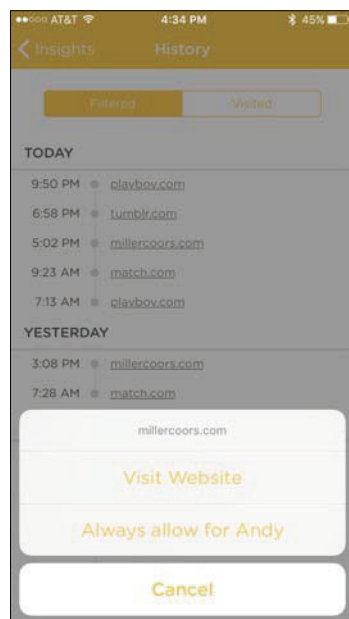 AT&T 4:34 PM 45%
Insights History
Filtered Visited
TODAY
9:50 PM playboy.com
6:58 PM tumblr.com
5:02 PM millercoors.com
9:23 AM match.com
7:13 AM playboy.com
YESTERDAY
3:08 PM millercoors.com
7:28 AM match.com
millercoors.com
Visit Website
Always allow for Andy
Cancel